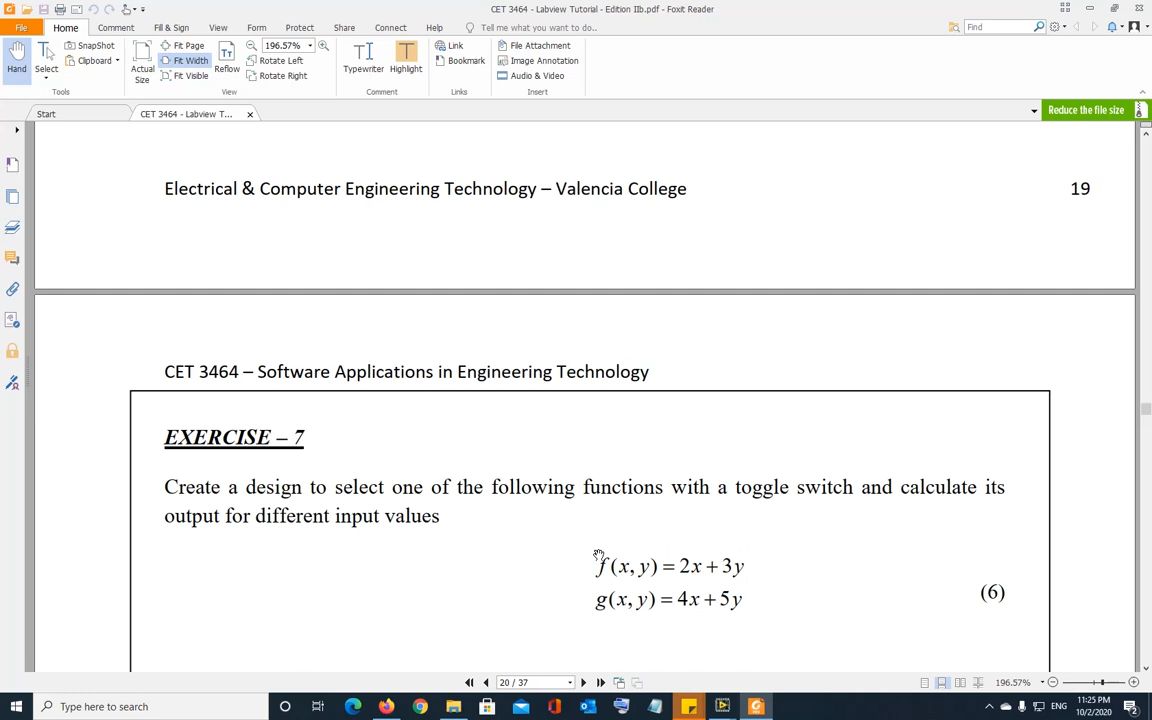 CET 3464 - Labview Tutorial - Edition IIb.pdf - Foxit Reader
File Home Comment View Form Protect Share Connect Help Fill & Sign Tell me what you want to do...
Hand
Select
SnapShot
Clipboard
Tools
Actual Size
Fit Page
Fit Width
Fit Visible
Reflow
196.57%
Rotate Left
Rotate Right
View
Typewriter
Highlight
Comment
Link
Bookmark
Links
File Attachment
Image Annotation
Audio & Video
Insert
Find
Start
CET 3464 - Labview T...
Reduce the file size
Electrical & Computer Engineering Technology – Valencia College 19
CET 3464 – Software Applications in Engineering Technology
EXERCISE – 7
Create a design to select one of the following functions with a toggle switch and calculate its
output for different input values
f(x, y) = 2x + 3y
g(x, y) = 4x + 5y
(6)
20 / 37
196.57%
Type here to search
ENG
11:25 PM
10/2/2020